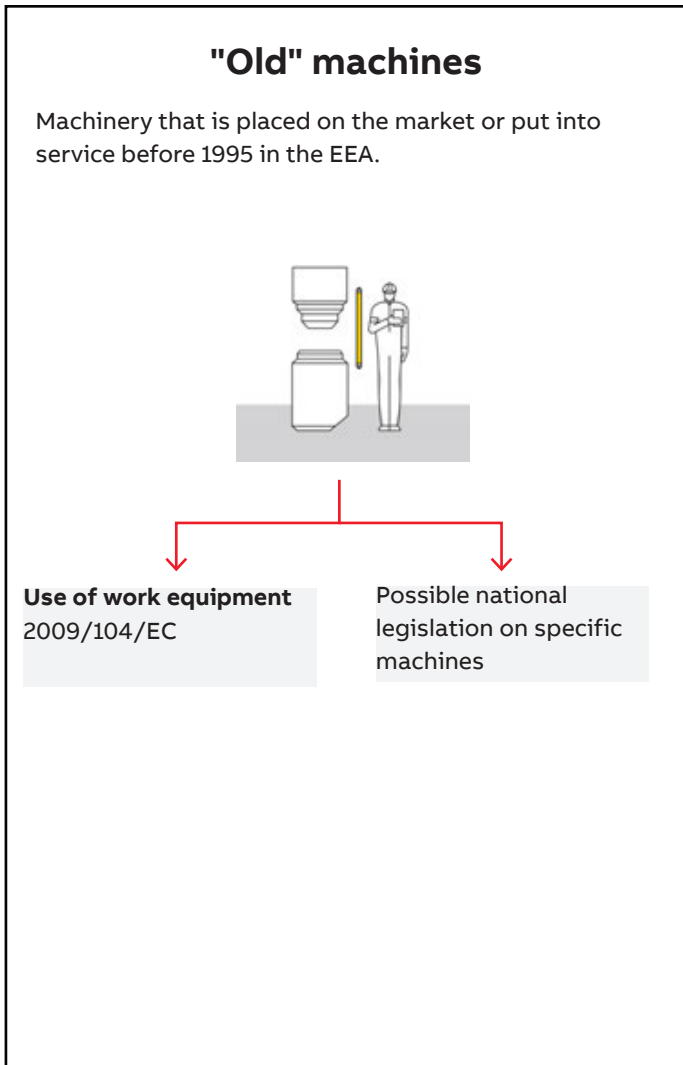 "Old" machines
Machinery that is placed on the market or put into
service before 1995 in the EEA.
Use of work equipment
2009/104/EC
Possible national
legislation on specific
machines